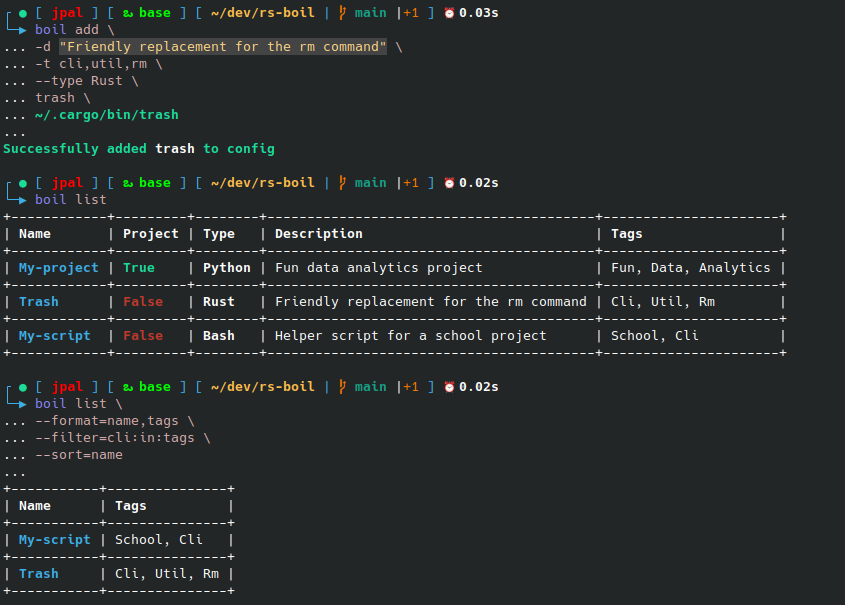 [ jpal ] [ base ] [ ~/dev/rs-boil | main |+1 ] 0.03s
boil add \
... -d "Friendly replacement for the rm command" \
... -t cli,util,rm \
... --type Rust \
... trash \
... ~/.cargo/bin/trash
...
Successfully added trash to config
[ jpal ] [ base ] [ ~/dev/rs-boil | main |+1 ] 0.02s
boil list
+------------+---------+--------+-----------------------------------------+----------------------+
| Name       | Project | Type   | Description                             | Tags                 |
+------------+---------+--------+-----------------------------------------+----------------------+
| My-project | True    | Python | Fun data analytics project              | Fun, Data, Analytics |
+------------+---------+--------+-----------------------------------------+----------------------+
| Trash      | False   | Rust   | Friendly replacement for the rm command | Cli, Util, Rm        |
+------------+---------+--------+-----------------------------------------+----------------------+
| My-script  | False   | Bash   | Helper script for a school project      | School, Cli          |
+------------+---------+--------+-----------------------------------------+----------------------+
[ jpal ] [ base ] [ ~/dev/rs-boil | main |+1 ] 0.02s
boil list \
... --format=name,tags \
... --filter=cli:in:tags \
... --sort=name
...
+-----------+---------------+
| Name      | Tags          |
+-----------+---------------+
| My-script | School, Cli   |
+-----------+---------------+
| Trash     | Cli, Util, Rm |
+-----------+---------------+